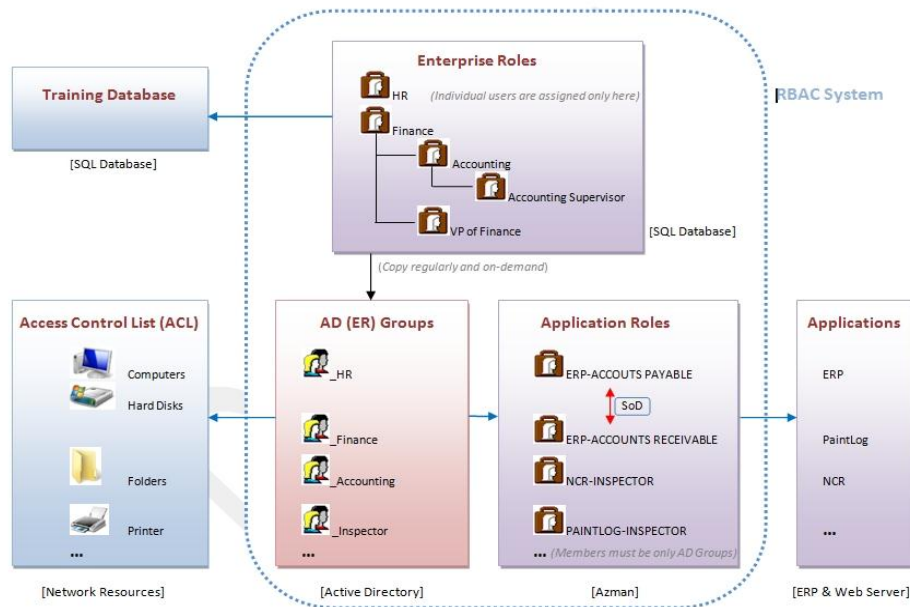 Enterprise Roles
HR
(Individual users are assigned only here)
Finance
Accounting
Accounting Supervisor
VP of Finance
[SQL Database]
(Copy regularly and on-demand)
RBAC System
Training Database
[SQL Database]
Access Control List (ACL)
Computers
Hard Disks
Folders
Printer
...
[Network Resources]
AD (ER) Groups
_HR
_Finance
_Accounting
_Inspector
...
[Active Directory]
Application Roles
ERP-ACCOUTS PAYABLE
SoD
ERP-ACCOUNTS RECEIVABLE
NCR-INSPECTOR
PAINTLOG-INSPECTOR
... (Members must be only AD Groups)
[Azman]
Applications
ERP
PaintLog
NCR
...
[ERP & Web Server]